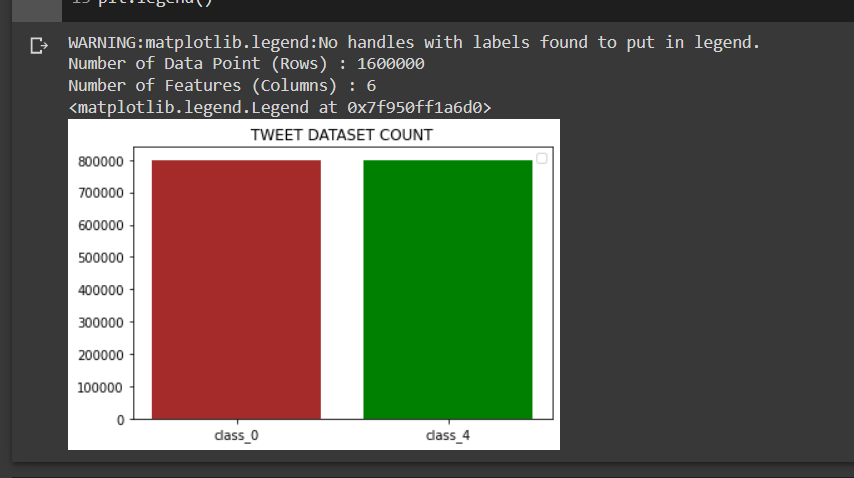 15 plt.legend()
WARNING:matplotlib.legend:No handles with labels found to put in legend.
Number of Data Point (Rows) : 1600000
Number of Features (Columns) : 6
<matplotlib.legend.Legend at 0x7f950ff1a6d0>
TWEET DATASET COUNT
800000
700000
600000
500000
400000
300000
200000
100000
0
class_0 class_4